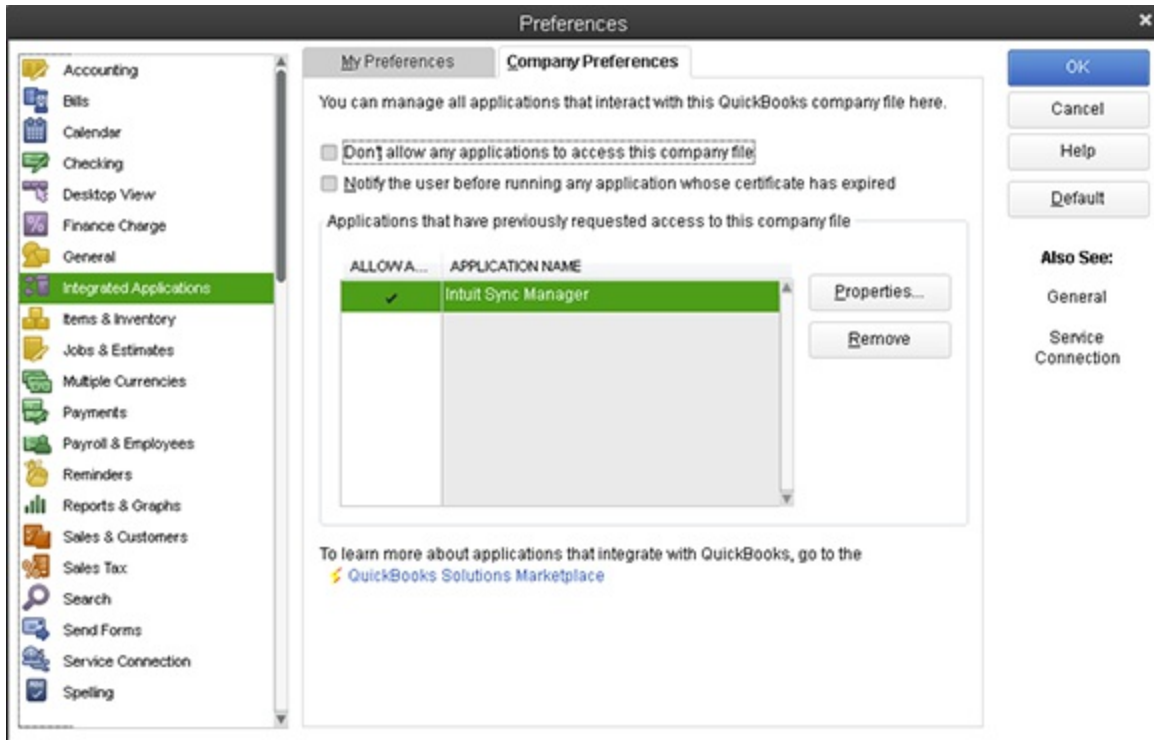 Preferences
Accounting
Bills
Calendar
Checking
Desktop View
Finance Charge
General
Integrated Applications
Items & Inventory
Jobs & Estimates
Multiple Currencies
Payments
Payroll & Employees
Reminders
Reports & Graphs
Sales & Customers
Sales Tax
Search
Send Forms
Service Connection
Spelling
My Preferences
Company Preferences
You can manage all applications that interact with this QuickBooks company file here.
Don't allow any applications to access this company file
Notify the user before running any application whose certificate has expired
Applications that have previously requested access to this company file
ALLOW A... APPLICATION NAME
Intuit Sync Manager
Properties...
Remove
To learn more about applications that integrate with QuickBooks, go to the
QuickBooks Solutions Marketplace
OK
Cancel
Help
Default
Also See:
General
Service
Connection